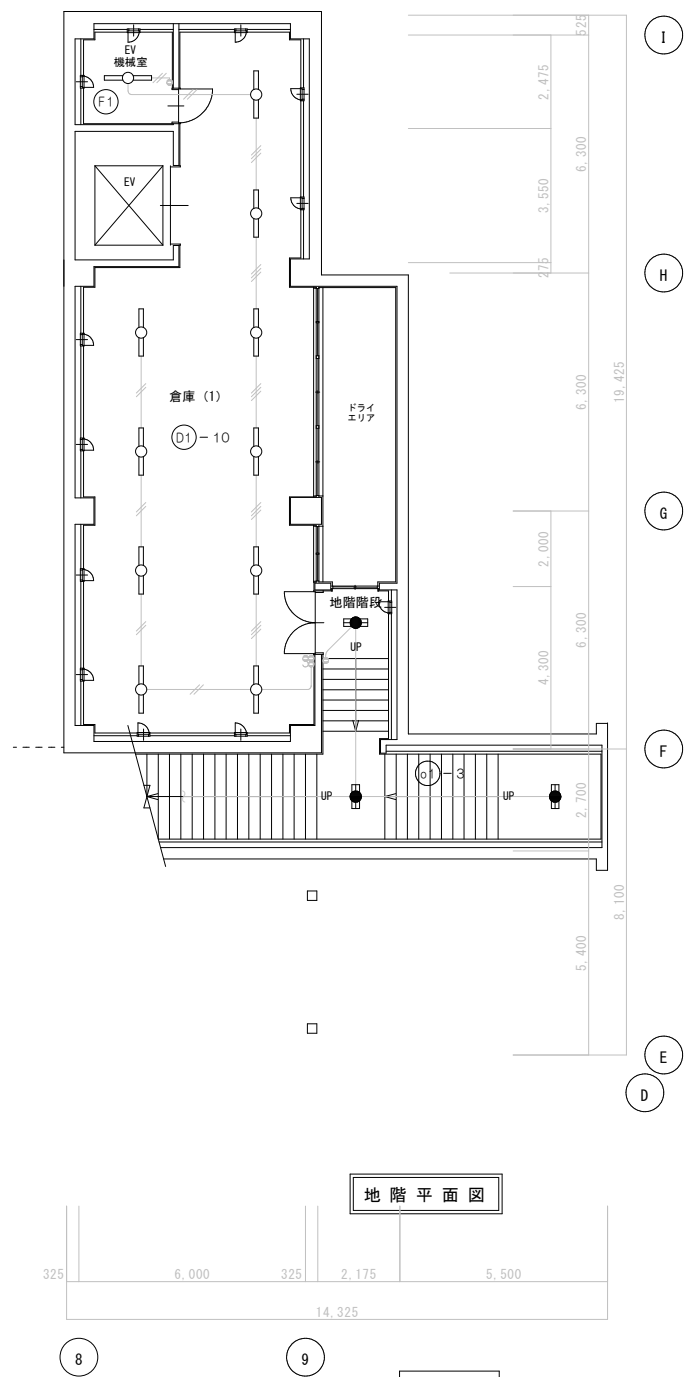 I
525
EV
機械室
F1
2,475
6,300
EV
3,550
275
H
19,425
倉庫 (1)
ドライ
エリア
6,300
D1-10
G
2,000
地階階段
6,300
UP
4,300
F
o1-3
UP
UP
2,700
8,100
5,400
E
D
地階平面図
325
6,000
325
2,175
5,500
14,325
8
9